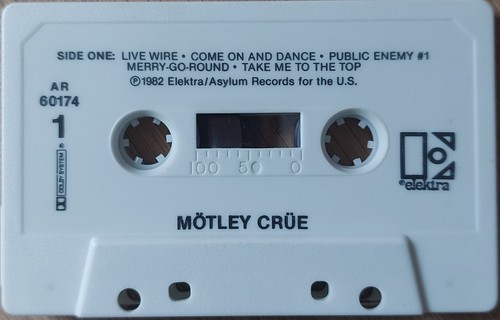 SIDE ONE: LIVE WIRE • COME ON AND DANCE • PUBLIC ENEMY #1
MERRY-GO-ROUND • TAKE ME TO THE TOP
℗1982 Elektra/Asylum Records for the U.S.
AR
60174
1
DOLBY SYSTEM®
100 50 0
®elektra
MÖTLEY CRÜE